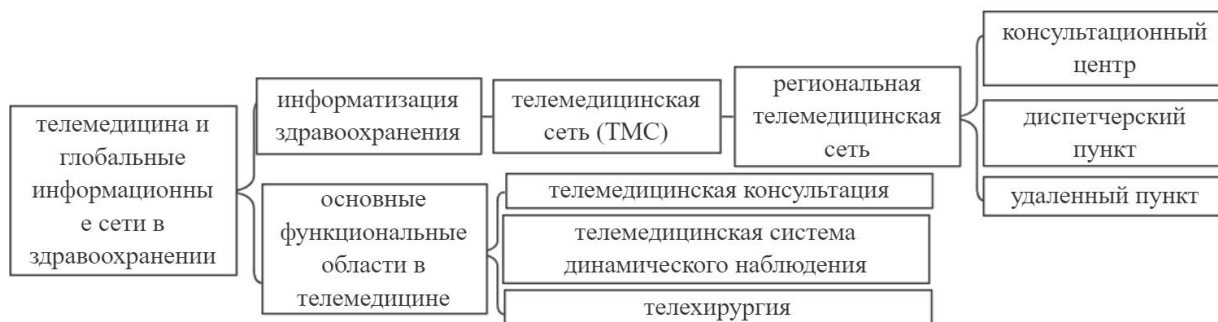 телемедицина и
глобальные
информационны
е сети в
здравоохранении
информатизация
здравоохранения
телемедицинская
сеть (ТМС)
региональная
телемедицинская
сеть
консультационный
центр
диспетчерский
пункт
удаленный пункт
основные
функциональные
области в
телемедицине
телемедицинская консультация
телемедицинская система
динамического наблюдения
телехирургия